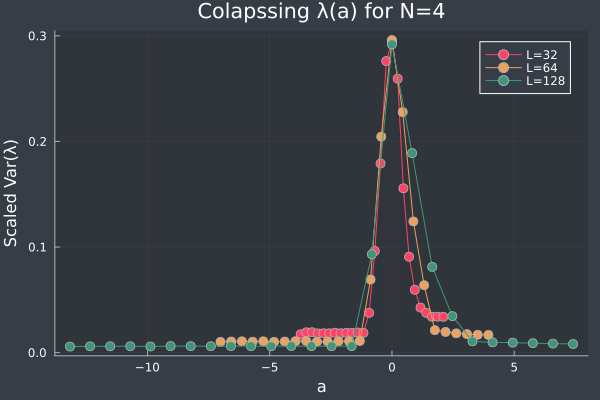 Colapssing λ(a) for N=4
Scaled Var(λ)
0.3
0.2
0.1
0.0
L=32
L=64
L=128
−10
−5
0
5
a